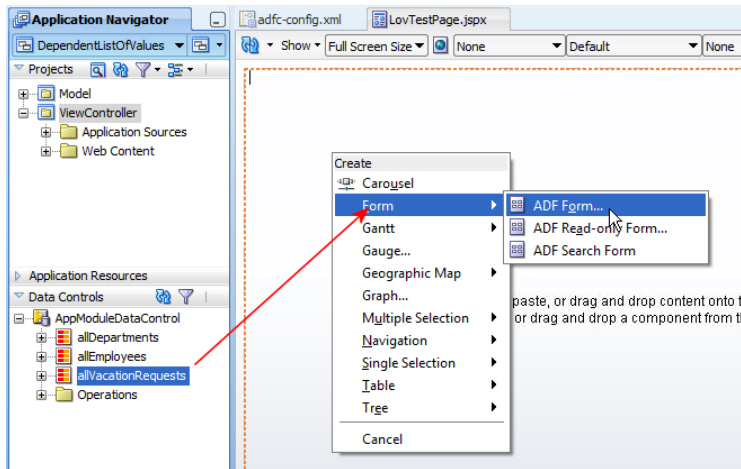 Application Navigator
adfc-config.xml
LovTestPage.jspx
DependentListOfValues
Show
Full Screen Size
None
Default
None
Projects
Model
ViewController
Application Sources
Web Content
Create
Carousel
Form
ADF Form...
Gantt
ADF Read-only Form...
Gauge...
ADF Search Form
Geographic Map
Application Resources
Graph...
Data Controls
paste, or drag and drop content onto t
Multiple Selection
or drag and drop a component from th
AppModuleDataControl
allDepartments
Navigation
allEmployees
Single Selection
allVacationRequests
Table
Operations
Tree
Cancel